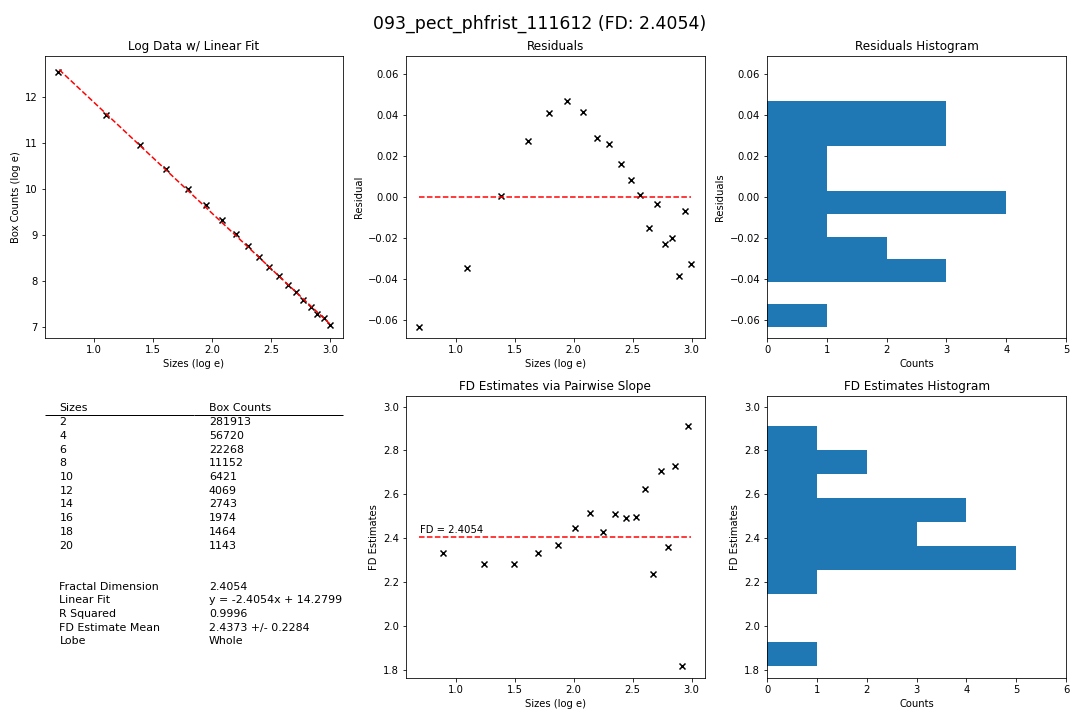 093_pect_phfrist_111612 (FD: 2.4054)
Log Data w/ Linear Fit
Box Counts (log e)
12
11
10
9
8
7
1.0 1.5 2.0 2.5 3.0
Sizes (log e)
Residuals
Residual
0.06
0.04
0.02
0.00
−0.02
−0.04
−0.06
1.0 1.5 2.0 2.5 3.0
Sizes (log e)
Residuals Histogram
Residuals
0.06
0.04
0.02
0.00
−0.02
−0.04
−0.06
0 1 2 3 4 5
Counts
Sizes Box Counts
2 281913
4 56720
6 22268
8 11152
10 6421
12 4069
14 2743
16 1974
18 1464
20 1143
Fractal Dimension 2.4054
Linear Fit y = -2.4054x + 14.2799
R Squared 0.9996
FD Estimate Mean 2.4373 +/- 0.2284
Lobe Whole
FD Estimates via Pairwise Slope
FD Estimates
3.0
2.8
2.6
FD = 2.4054
2.4
2.2
2.0
1.8
1.0 1.5 2.0 2.5 3.0
Sizes (log e)
FD Estimates Histogram
FD Estimates
3.0
2.8
2.6
2.4
2.2
2.0
1.8
0 1 2 3 4 5 6
Counts